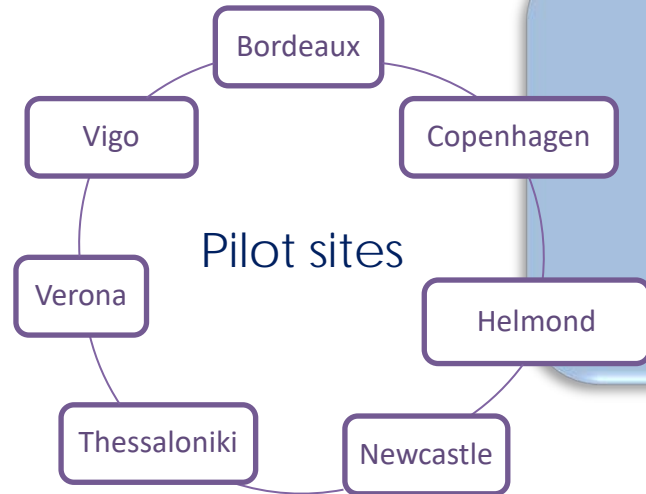 Bordeaux
Vigo
Copenhagen
Pilot sites
Verona
Helmond
Thessaloniki
Newcastle